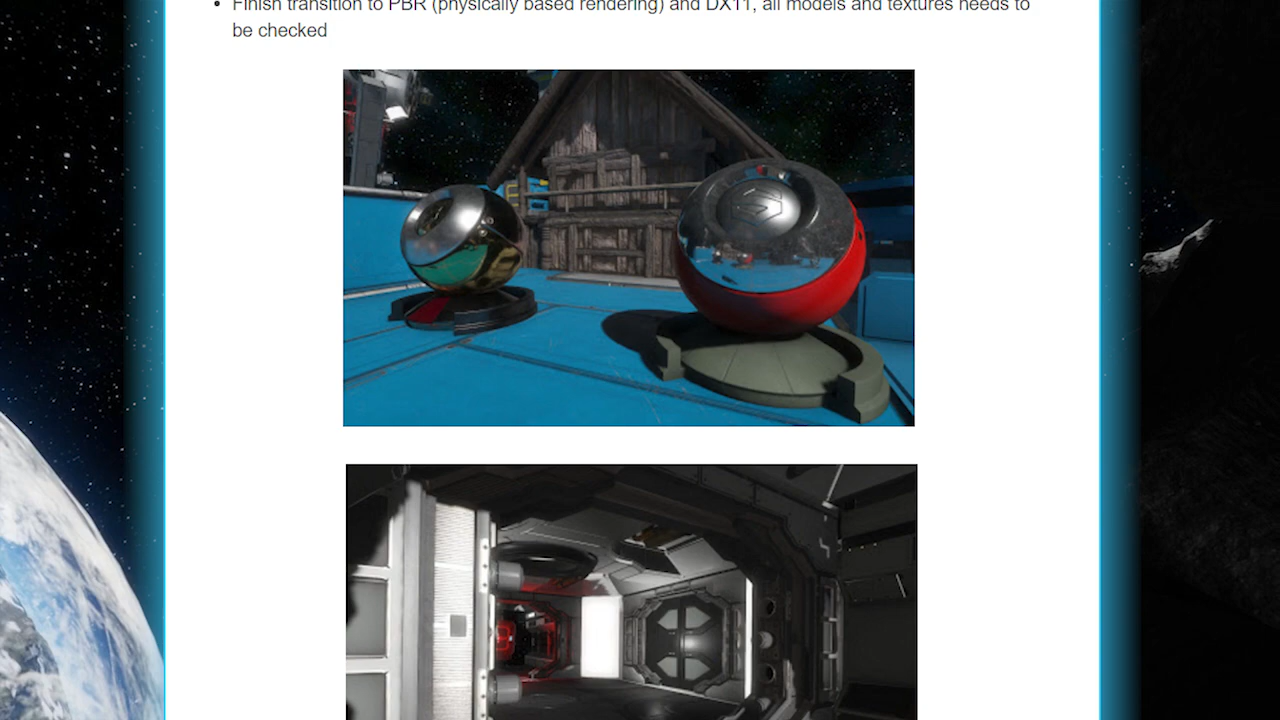 • Finish transition to PBR (physically based rendering) and DX11, all models and textures needs to
be checked